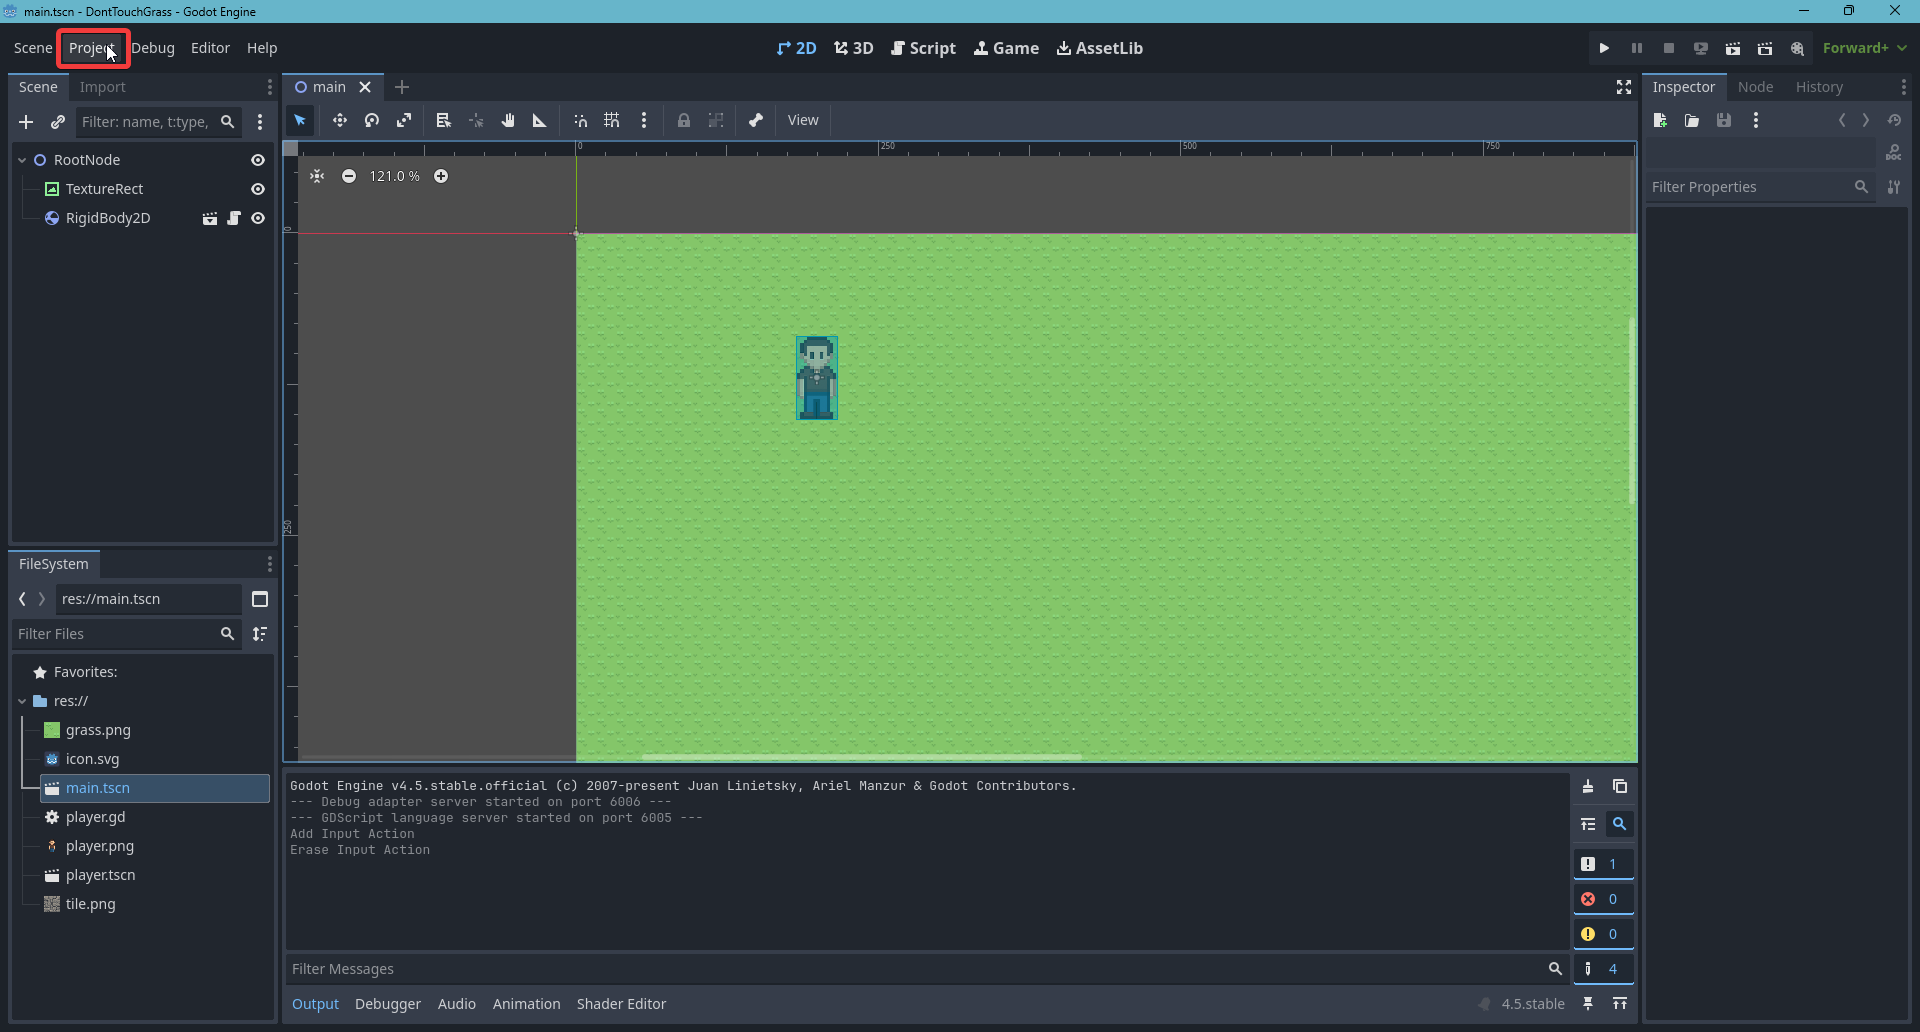 main.tscn - DontTouchGrass - Godot Engine
Scene Project Debug Editor Help
2D 3D Script Game AssetLib
Forward+
Scene Import
Filter: name, t:type,
RootNode
TextureRect
RigidBody2D
FileSystem
res://main.tscn
Filter Files
Favorites:
res://
grass.png
icon.svg
main.tscn
player.gd
player.png
player.tscn
tile.png
main
View
0 250 500 750
121.0 %
0
250
Godot Engine v4.5.stable.official (c) 2007-present Juan Linietsky, Ariel Manzur & Godot Contributors.
--- Debug adapter server started on port 6006 ---
--- GDScript language server started on port 6005 ---
Add Input Action
Erase Input Action
1
0
0
4
Filter Messages
Output Debugger Audio Animation Shader Editor
4.5.stable
Inspector Node History
DOC
Filter Properties